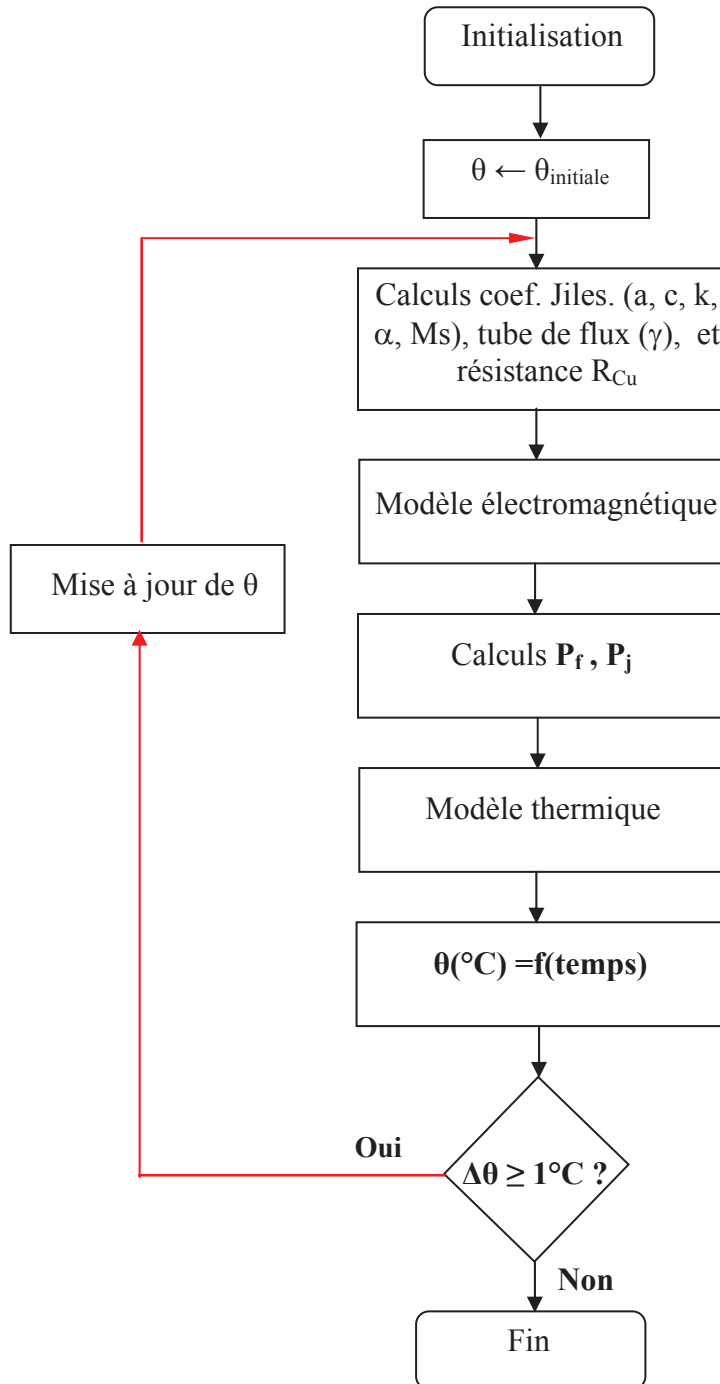 Initialisation
θ ← θinitiale
Calculs coef. Jiles. (a, c, k,
α, Ms), tube de flux (γ), et
résistance RCu
Modèle électromagnétique
Mise à jour de θ
Calculs Pf , Pj
Modèle thermique
θ(°C) =f(temps)
Oui
Δθ ≥ 1°C ?
Non
Fin